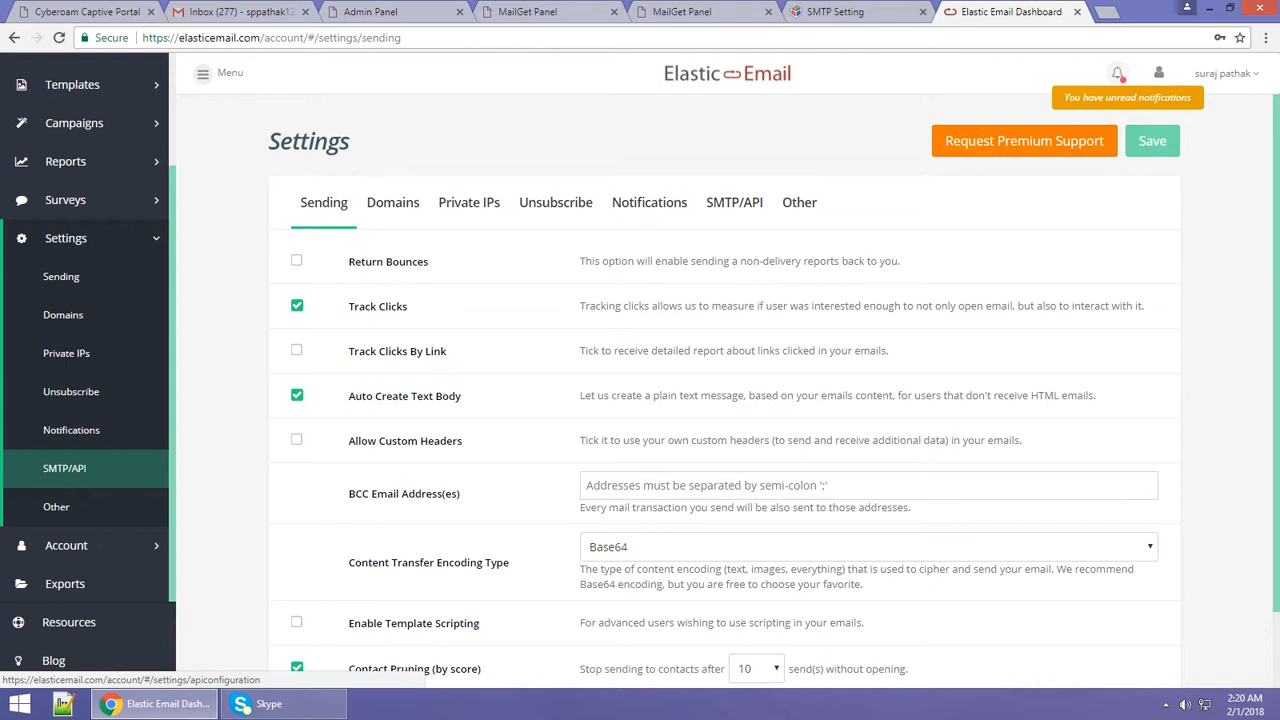 Cyberoam Captive Portal
Inbox (277) - sppathak12
Admin Panel
MailGet Panel
MailGet Panel
SMTP Setting
Elastic Email Dashboard
Secure
https://elasticemail.com/account/#/settings/sending
Templates
Campaigns
Reports
Surveys
Settings
Sending
Domains
Private IPs
Unsubscribe
Notifications
SMTP/API
Other
Account
Exports
Resources
Blog
Menu
Elastic Email
suraj pathak
You have unread notifications
Settings
Request Premium Support
Save
Sending Domains Private IPs Unsubscribe Notifications SMTP/API Other
Return Bounces
This option will enable sending a non-delivery reports back to you.
Track Clicks
Tracking clicks allows us to measure if user was interested enough to not only open email, but also to interact with it.
Track Clicks By Link
Tick to receive detailed report about links clicked in your emails.
Auto Create Text Body
Let us create a plain text message, based on your emails content, for users that don't receive HTML emails.
Allow Custom Headers
Tick it to use your own custom headers (to send and receive additional data) in your emails.
BCC Email Address(es)
Addresses must be separated by semi-colon ';'
Every mail transaction you send will be also sent to those addresses.
Content Transfer Encoding Type
Base64
The type of content encoding (text, images, everything) that is used to cipher and send your email. We recommend
Base64 encoding, but you are free to choose your favorite.
Enable Template Scripting
For advanced users wishing to use scripting in your emails.
Contact Pruning (by score)
Stop sending to contacts after 10 send(s) without opening.
https://elasticemail.com/account/#/settings/apiconfiguration
Elastic Email Dash...
Skype
2:20 AM
2/1/2018